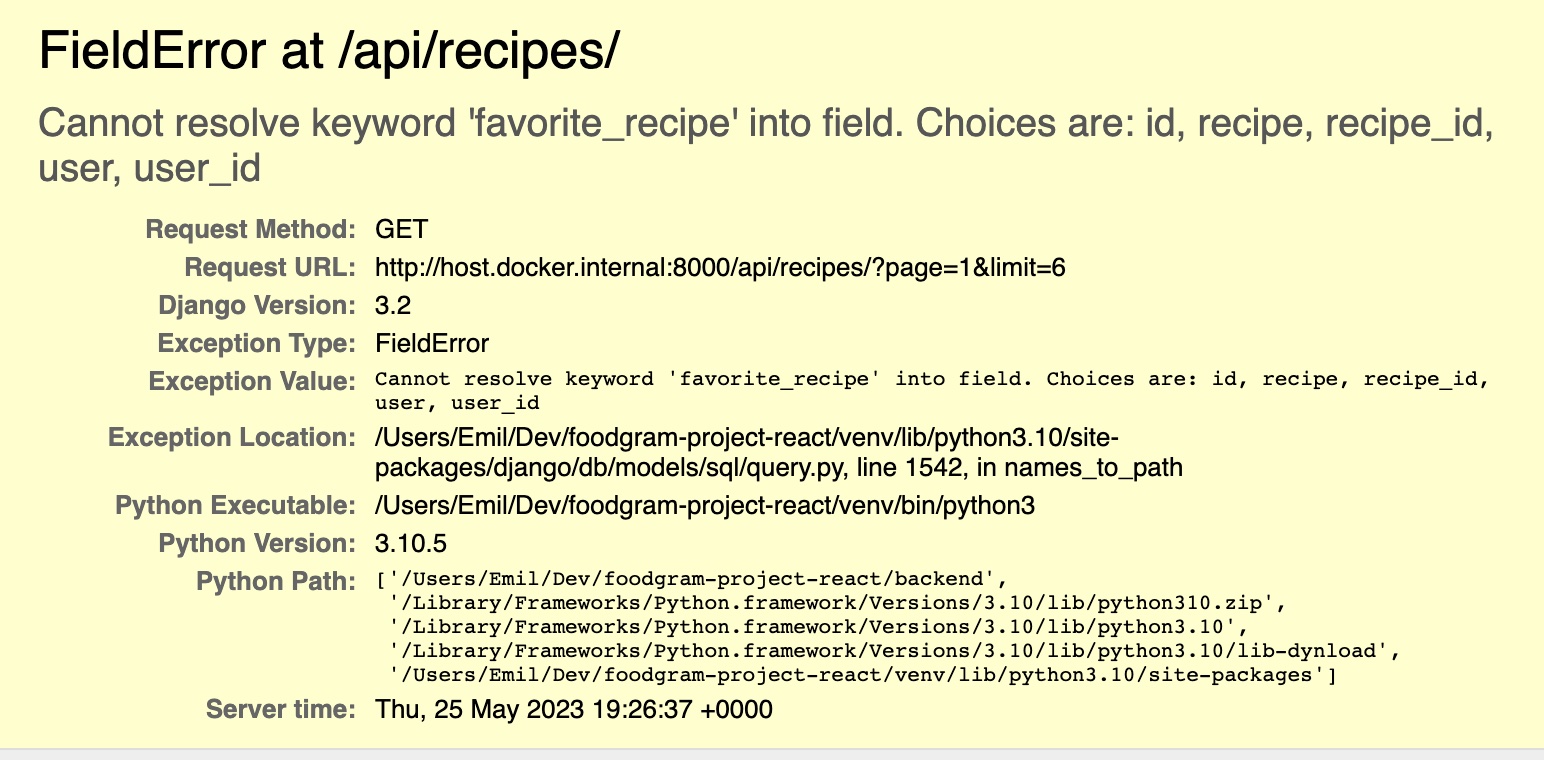 FieldError at /api/recipes/
Cannot resolve keyword 'favorite_recipe' into field. Choices are: id, recipe, recipe_id,
user, user_id
Request Method: GET
Request URL: http://host.docker.internal:8000/api/recipes/?page=1&limit=6
Django Version: 3.2
Exception Type: FieldError
Exception Value: Cannot resolve keyword 'favorite_recipe' into field. Choices are: id, recipe, recipe_id,
user, user_id
Exception Location: /Users/Emil/Dev/foodgram-project-react/venv/lib/python3.10/site-
packages/django/db/models/sql/query.py, line 1542, in names_to_path
Python Executable: /Users/Emil/Dev/foodgram-project-react/venv/bin/python3
Python Version: 3.10.5
Python Path: ['/Users/Emil/Dev/foodgram-project-react/backend',
'/Library/Frameworks/Python.framework/Versions/3.10/lib/python310.zip',
'/Library/Frameworks/Python.framework/Versions/3.10/lib/python3.10',
'/Library/Frameworks/Python.framework/Versions/3.10/lib/python3.10/lib-dynload',
'/Users/Emil/Dev/foodgram-project-react/venv/lib/python3.10/site-packages']
Server time: Thu, 25 May 2023 19:26:37 +0000